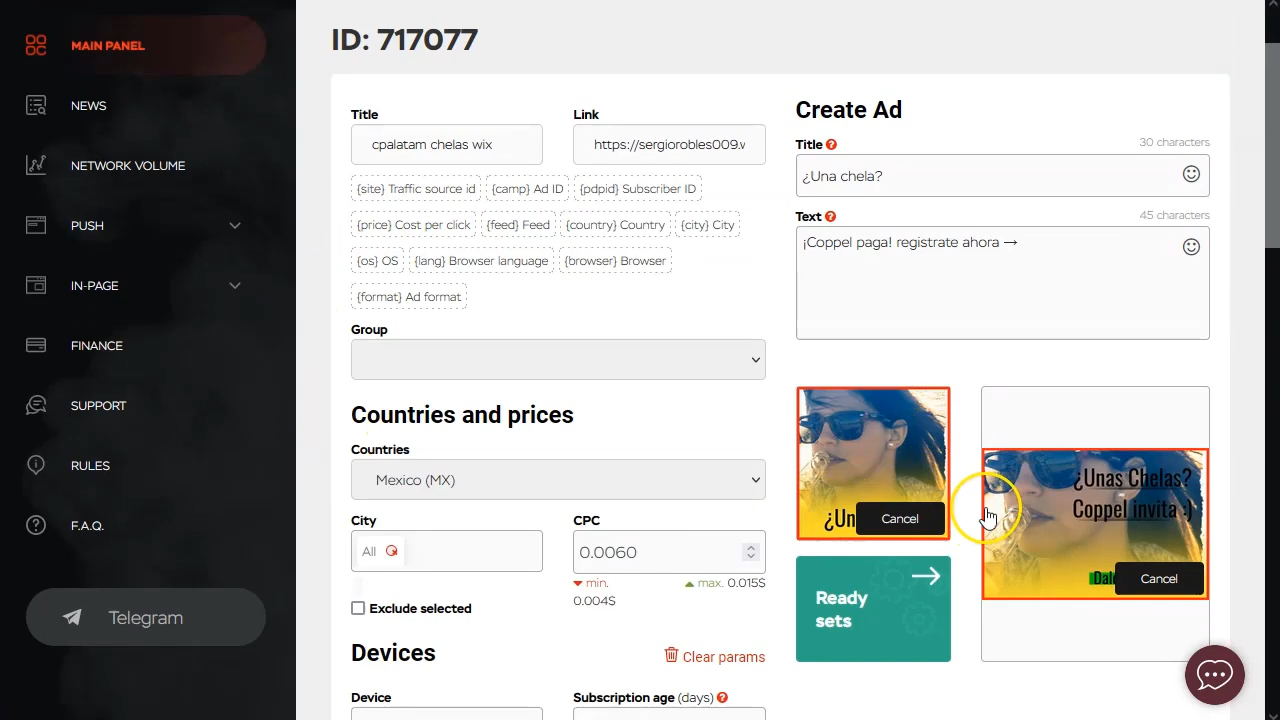 MAIN PANEL
NEWS
NETWORK VOLUME
PUSH
IN-PAGE
FINANCE
SUPPORT
RULES
F.A.Q.
Telegram
ID: 717077
Title
Link
cpalatam chelas wix
https://sergiorobles009.v
{site} Traffic source id
{camp} Ad ID
{pdpid} Subscriber ID
{price} Cost per click
{feed} Feed
{country} Country
{city} City
{os} OS
{lang} Browser language
{browser} Browser
{format} Ad format
Group
Countries and prices
Countries
Mexico (MX)
City
CPC
All
0.0060
min.
0.004$
max. 0.015$
Exclude selected
Devices
Clear params
Device
Subscription age (days)
Create Ad
Title
30 characters
¿Una chela?
Text
45 characters
¡Coppel paga! registrate ahora →
¿Un
Cancel
¿Unas Chelas?
Coppel invita :)
Dal
Cancel
Ready
sets